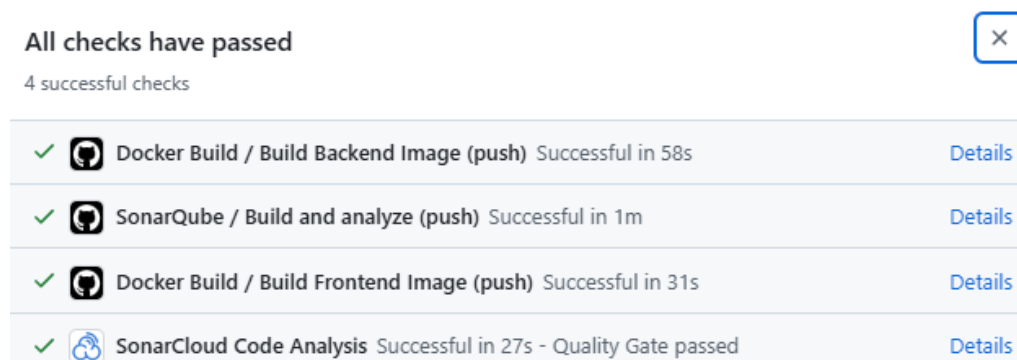 All checks have passed
4 successful checks
Docker Build / Build Backend Image (push) Successful in 58s Details
SonarQube / Build and analyze (push) Successful in 1m Details
Docker Build / Build Frontend Image (push) Successful in 31s Details
SonarCloud Code Analysis Successful in 27s - Quality Gate passed Details